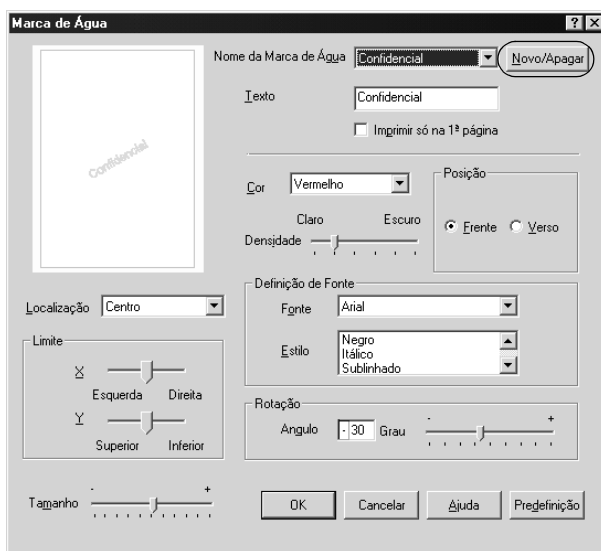 Marca de Água
? x
Nome da Marca de Água Confidencial Novo/Apagar
Texto Confidencial
Imprimir só na 1ª página
Confidencial
Cor Vermelho
Posição
Claro Escuro
Frente Verso
Densidade
Definição de Fonte
Localização Centro
Fonte Arial
Limite
Estilo Negro
Itálico
Sublinhado
X
Esquerda Direita
Rotação
Y
Angulo - 30 Grau - +
Superior Inferior
Tamanho - +
OK Cancelar Ajuda Predefinição